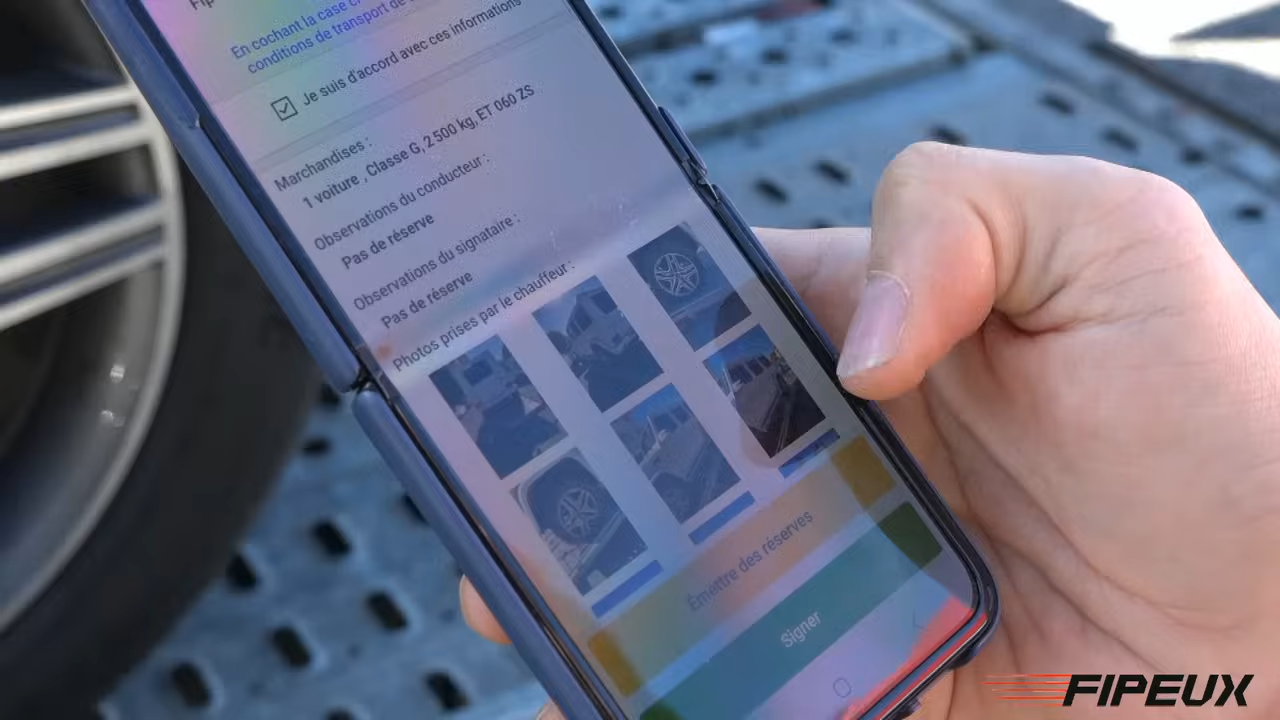 En cochant la case
conditions de transport de
Je suis d'accord avec ces informations
Marchandises :
1 voiture , Classe G, 2 500 kg, ET 060 ZS
Observations du conducteur :
Pas de réserve
Observations du signataire :
Pas de réserve
Photos prises par le chauffeur :
Émettre des réserves
Signer
FIPEUX